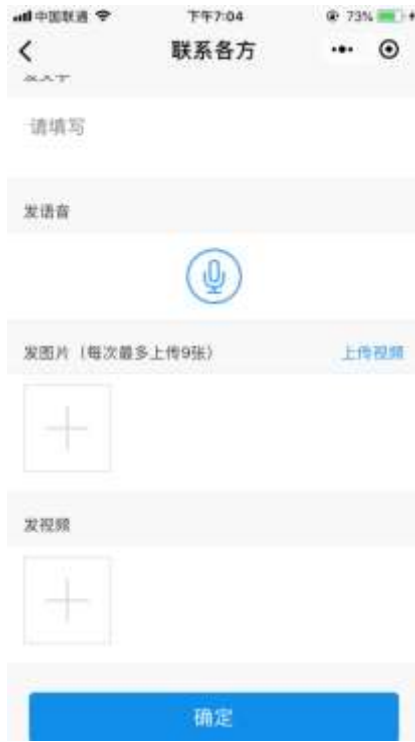 中国联通 下午7:04 73%
联系各方
请填写
发语音
发图片（每次最多上传9张） 上传视频
发视频
确定